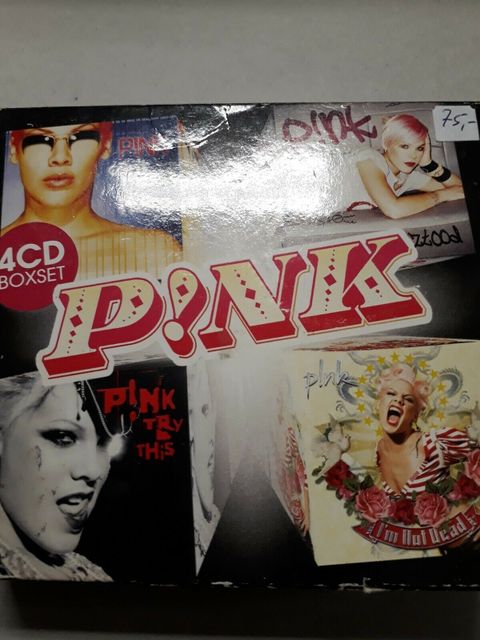 75,-
P!NK
p!nk
4CD
BOXSET
P!NK
P!NK
TRY
THIS
p!nk
I'm Not Dead